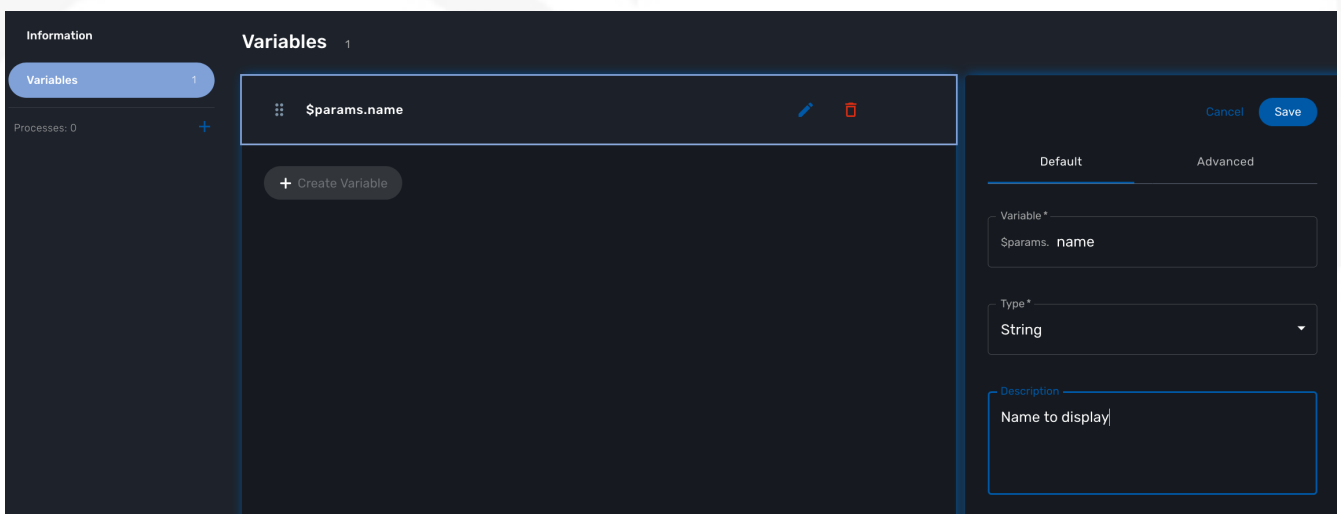 Information
Variables 1
Processes: 0
Variables 1
$params.name
Create Variable
Cancel Save
Default Advanced
Variable*
$params. name
Type*
String
Description
Name to display